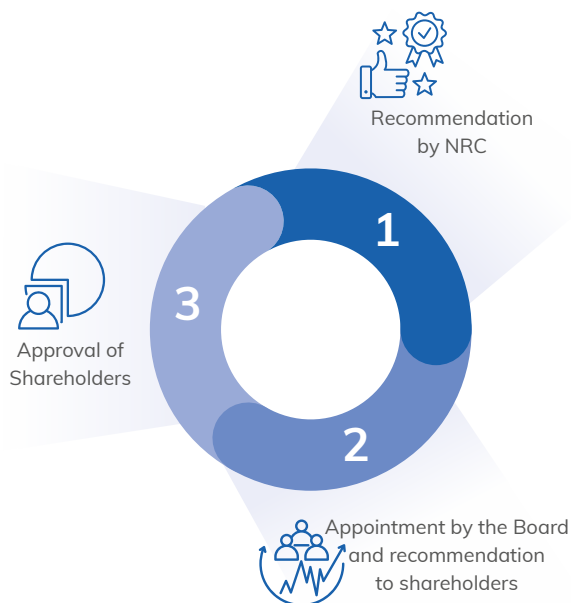 Recommendation
by NRC
1
3
Approval of
Shareholders
2
Appointment by the Board
and recommendation
to shareholders